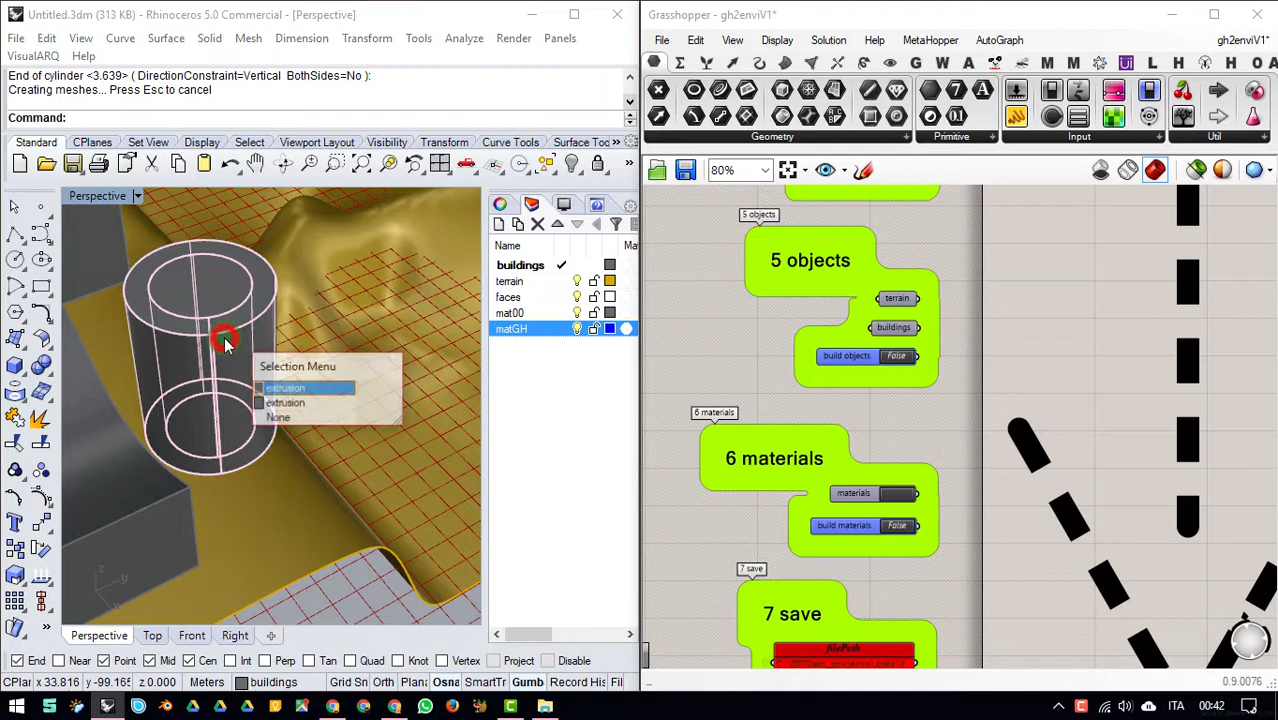 Untitled.3dm (313 KB) - Rhinoceros 5.0 Commercial - [Perspective]
File Edit View Curve Surface Solid Mesh Dimension Transform Tools Analyze Render Panels
VisualARQ Help
End of cylinder <3.639> ( DirectionConstraint=Vertical BothSides=No ):
Creating meshes... Press Esc to cancel
Command:
Standard CPlanes Set View Display Select Viewport Layout Visibility Transform Curve Tools Surface Too
Perspective
Name Ma
buildings
terrain
faces
mat00
matGH
Selection Menu
extrusion
extrusion
None
z
y
Perspective Top Front Right
End Mid Int Perp Tan Quad Knot Vertex Project Disable
CPlan x 33.8 Meters buildings Grid Sn Orth Plana Osna SmartTr Gumb Record His Fil
Grasshopper - gh2enviV1*
File Edit View Display Solution Help MetaHopper AutoGraph gh2enviV1*
G W A M M Ui L H O A
Geometry Primitive Input Util
80%
5 objects
5 objects
terrain
buildings
build objects False
6 materials
6 materials
materials
build materials False
7 save
7 save
filePath
0.9.0076
ITA 00:42